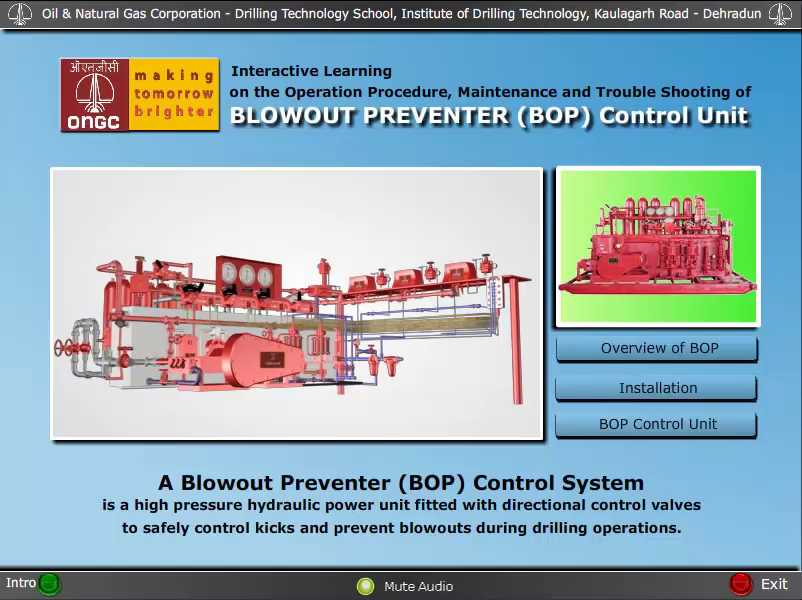 Oil & Natural Gas Corporation - Drilling Technology School, Institute of Drilling Technology, Kaulagarh Road - Dehradun
ओएनजीसी
ONGC
making
tomorrow
brighter
Interactive Learning
on the Operation Procedure, Maintenance and Trouble Shooting of
BLOWOUT PREVENTER (BOP) Control Unit
Overview of BOP
Installation
BOP Control Unit
A Blowout Preventer (BOP) Control System
is a high pressure hydraulic power unit fitted with directional control valves
to safely control kicks and prevent blowouts during drilling operations.
Intro
Mute Audio
Exit